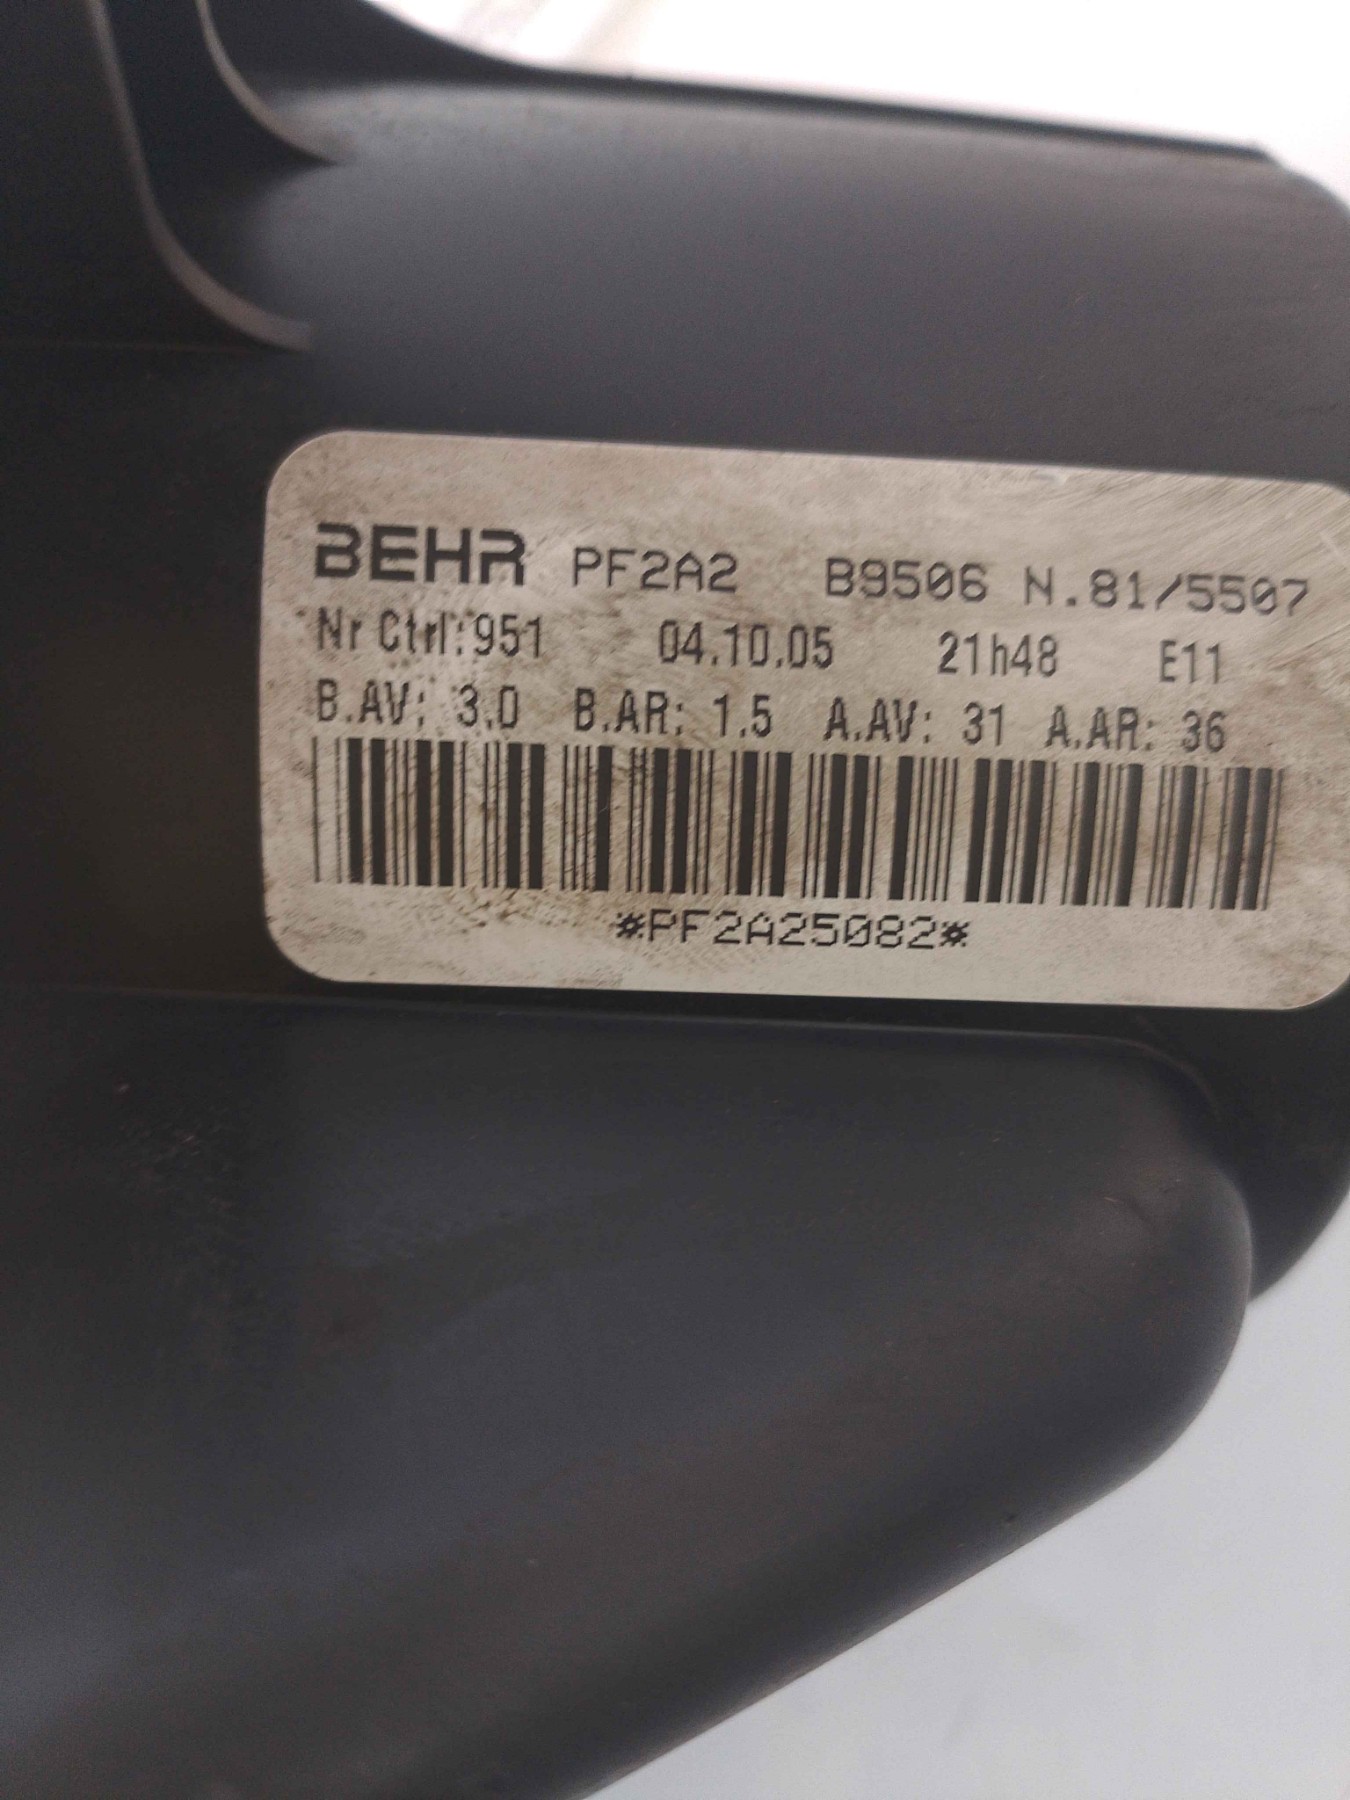 BEHR PF2A2 B9506 N.81/5507
Nr Ctrl:951 04.10.05 21h48 E11
B.AV: 3.0 B.AR: 1.5 A.AV: 31 A.AR: 36
*PF2A25082*